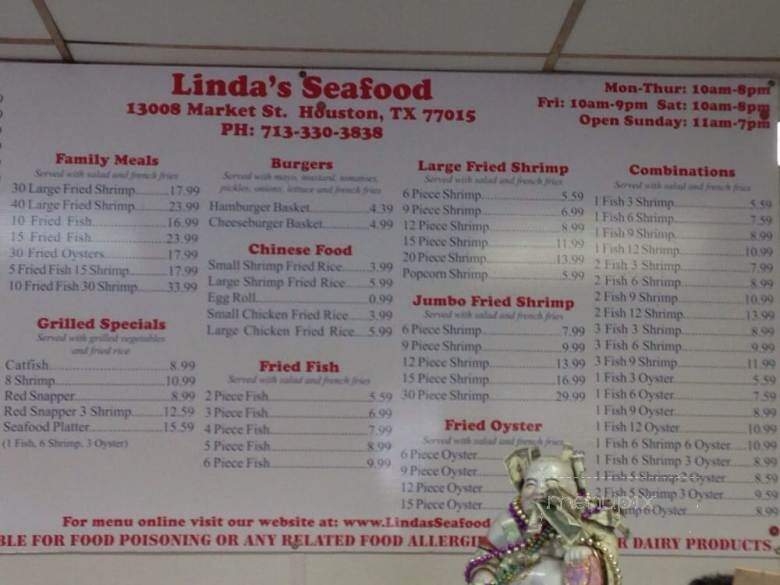 Linda's Seafood
13008 Market St. Houston, TX 77015
PH: 713-330-3838
Mon-Thur: 10am-8pm
Fri: 10am-9pm Sat: 10am-8pm
Open Sunday: 11am-7pm
Family Meals
Served with salad and french fries
30 Large Fried Shrimp 17.99
40 Large Fried Shrimp 23.99
10 Fried Fish 16.99
15 Fried Fish 23.99
30 Fried Oysters 17.99
5 Fried Fish 15 Shrimp 17.99
10 Fried Fish 30 Shrimp 33.99
Grilled Specials
Served with grilled vegetables
and fried rice
Catfish 8.99
8 Shrimp 10.99
Red Snapper 8.99
Red Snapper 3 Shrimp 12.59
Seafood Platter 15.59
(1 Fish, 6 Shrimp, 3 Oyster)
Burgers
Served with mayo, mustard, tomatoes,
pickles, onions, lettuce and french fries
Hamburger Basket 4.39
Cheeseburger Basket 4.99
Chinese Food
Small Shrimp Fried Rice 3.99
Large Shrimp Fried Rice 5.99
Egg Roll 0.99
Small Chicken Fried Rice 3.99
Large Chicken Fried Rice 5.99
Fried Fish
Served with salad and french fries
2 Piece Fish 5.59
3 Piece Fish 6.99
4 Piece Fish 7.99
5 Piece Fish 8.99
6 Piece Fish 9.99
Large Fried Shrimp
Served with salad and french fries
6 Piece Shrimp 5.59
9 Piece Shrimp 6.99
12 Piece Shrimp 8.99
15 Piece Shrimp 11.99
20 Piece Shrimp 13.99
Popcorn Shrimp 5.99
Jumbo Fried Shrimp
Served with salad and french fries
6 Piece Shrimp 7.99
9 Piece Shrimp 9.99
12 Piece Shrimp 13.99
15 Piece Shrimp 16.99
30 Piece Shrimp 29.99
Fried Oyster
Served with salad and french fries
6 Piece Oyster
9 Piece Oyster
12 Piece Oyster
15 Piece Oyster
Combinations
Served with salad and french fries
1 Fish 3 Shrimp 5.59
1 Fish 6 Shrimp 7.59
1 Fish 9 Shrimp 8.99
1 Fish 12 Shrimp 10.99
2 Fish 3 Shrimp 7.99
2 Fish 6 Shrimp 8.99
2 Fish 9 Shrimp 10.99
2 Fish 12 Shrimp 13.99
3 Fish 3 Shrimp 8.99
3 Fish 6 Shrimp 9.99
3 Fish 9 Shrimp 11.99
1 Fish 3 Oyster 5.59
1 Fish 6 Oyster 7.59
1 Fish 9 Oyster 8.99
1 Fish 12 Oyster 10.99
1 Fish 6 Shrimp 6 Oyster 10.99
1 Fish 6 Shrimp 3 Oyster 8.99
1 Fish 5 Shrimp 3 Oyster 8.59
2 Fish 5 Shrimp 3 Oyster 9.59
6 Oyster 8.99
menupix
For menu online visit our website at: www.LindasSeafood
BLE FOR FOOD POISONING OR ANY RELATED FOOD ALLERGI R DAIRY PRODUCTS,